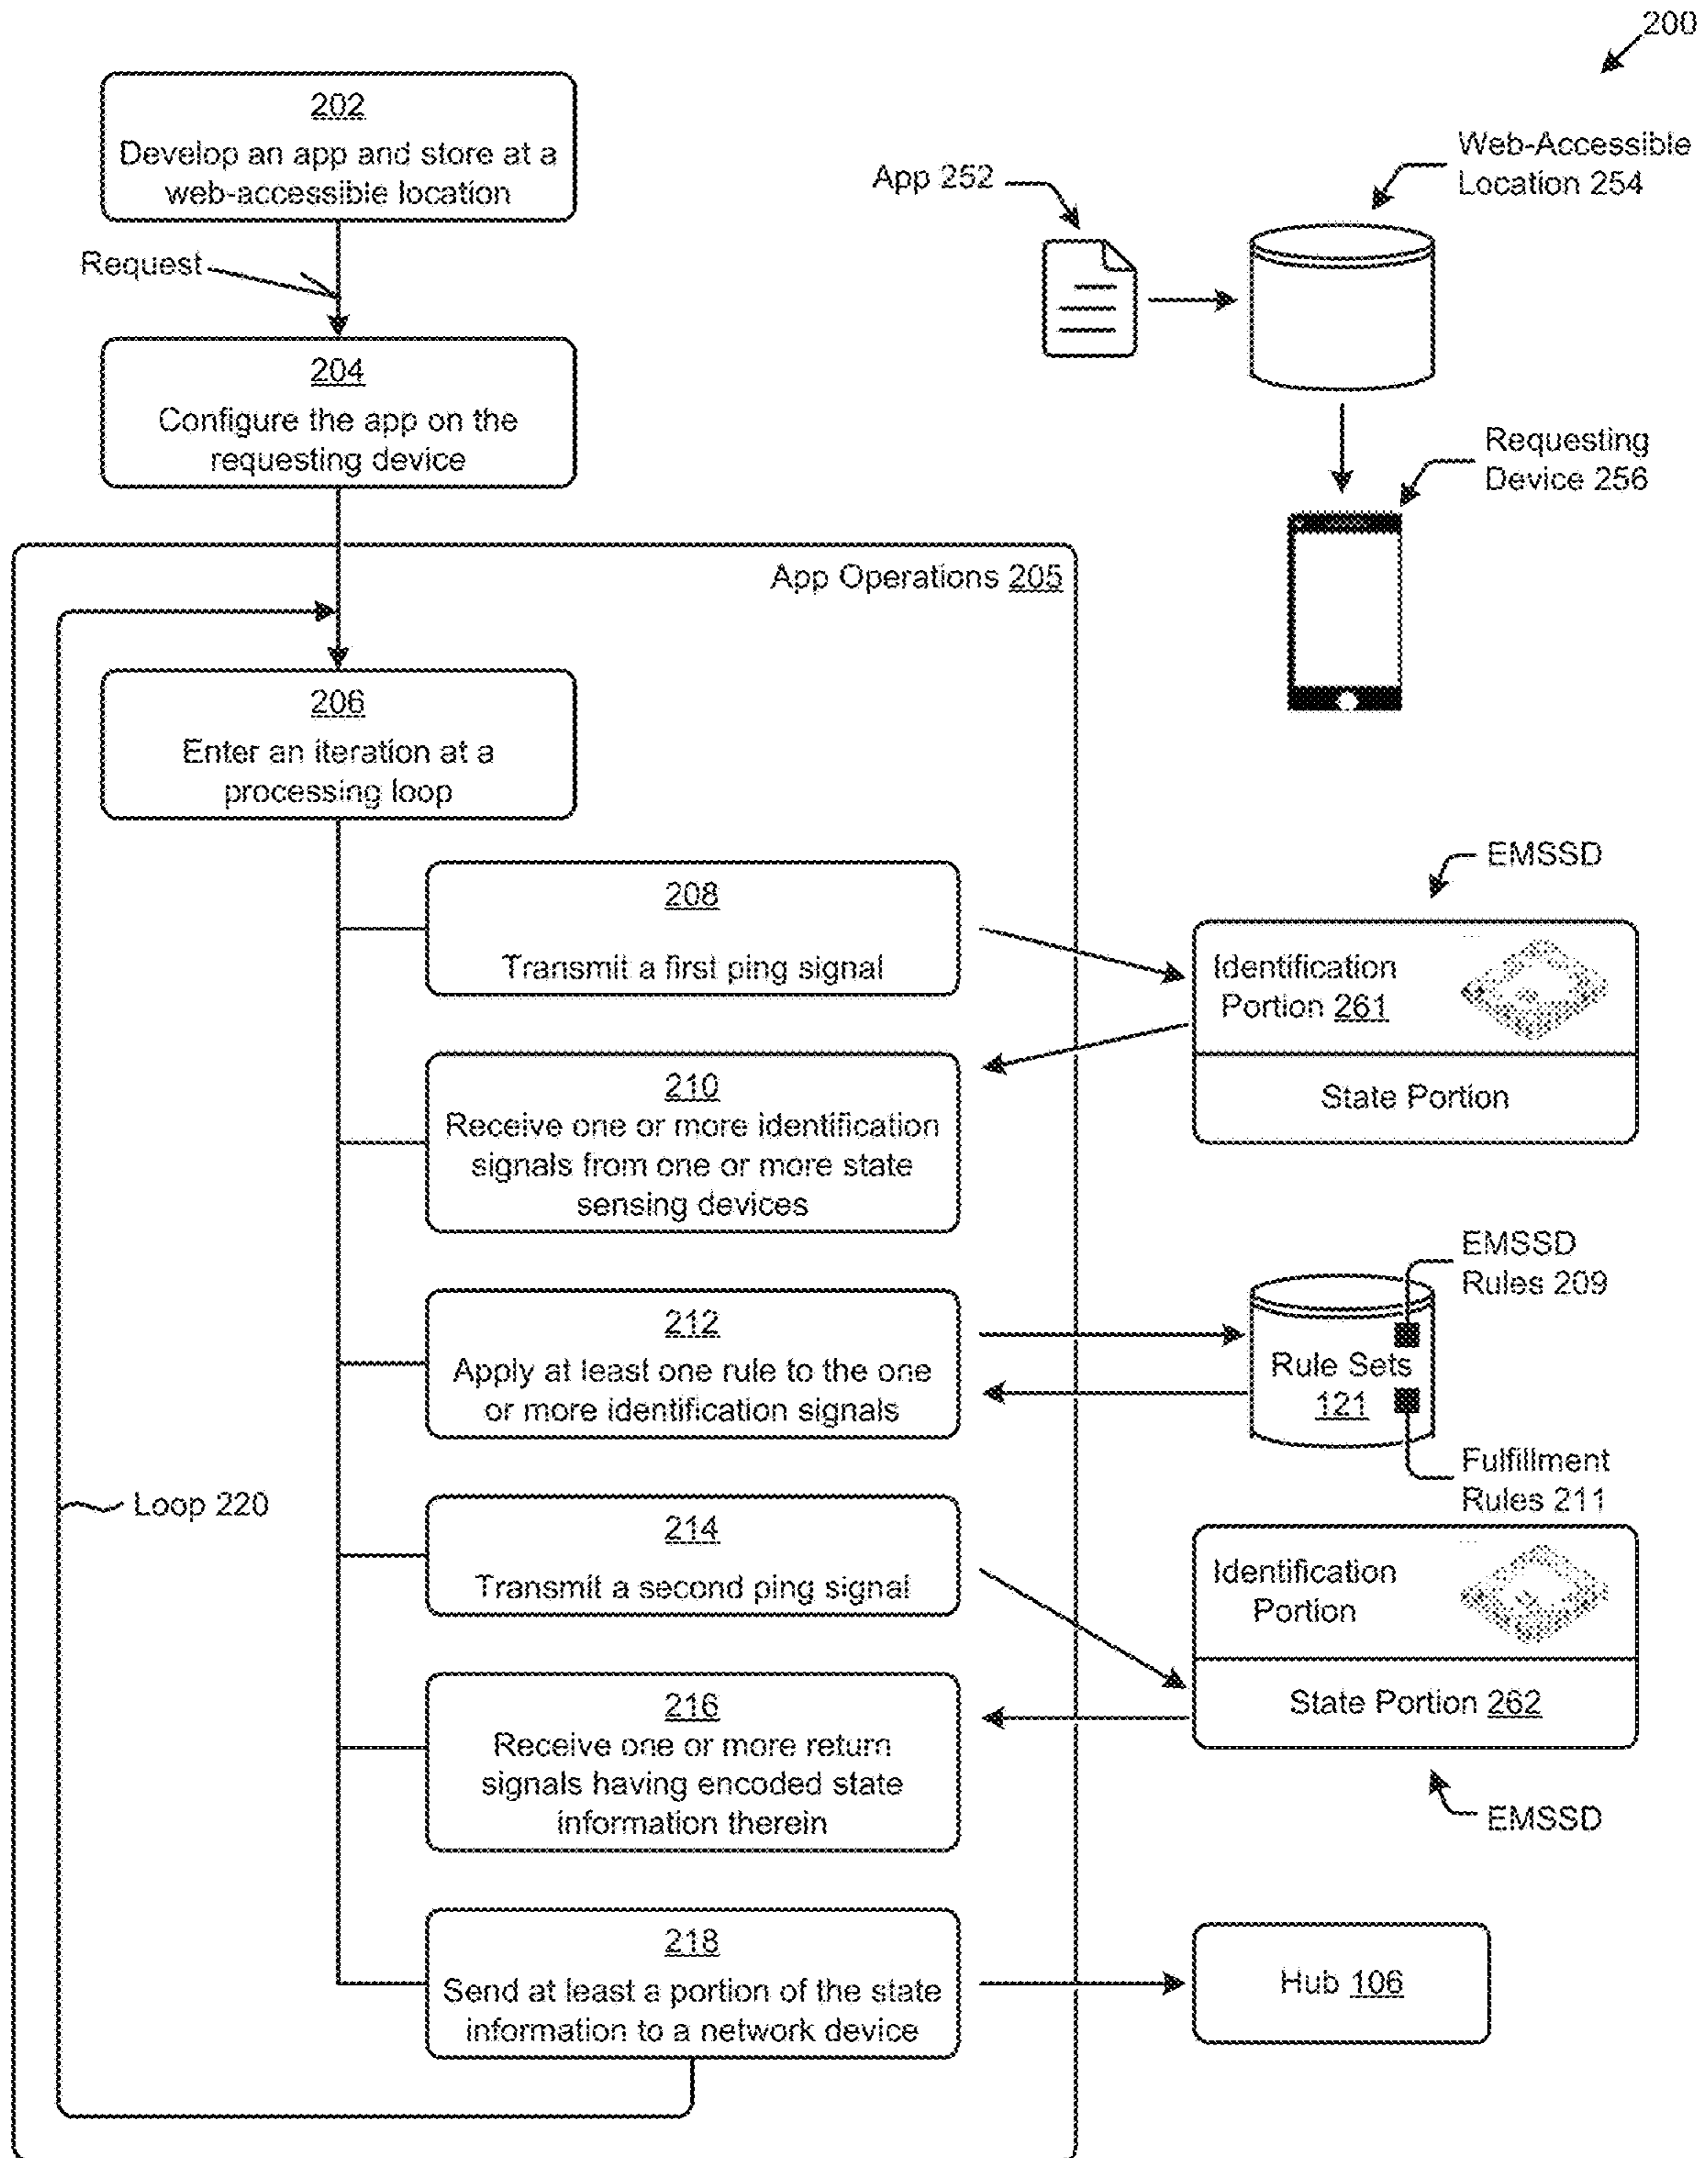 200
202
Develop an app and store at a
web-accessible location
Request
App 252
Web-Accessible
Location 254
204
Configure the app on the
requesting device
Requesting
Device 256
App Operations 205
206
Enter an iteration at a
processing loop
208
Transmit a first ping signal
EMSSD
Identification
Portion 261
State Portion
210
Receive one or more identification
signals from one or more state
sensing devices
212
Apply at least one rule to the one
or more identification signals
EMSSD
Rules 209
Rule Sets
121
Fulfillment
Rules 211
Loop 220
214
Transmit a second ping signal
Identification
Portion
State Portion 262
EMSSD
216
Receive one or more return
signals having encoded state
information therein
218
Send at least a portion of the state
information to a network device
Hub 106